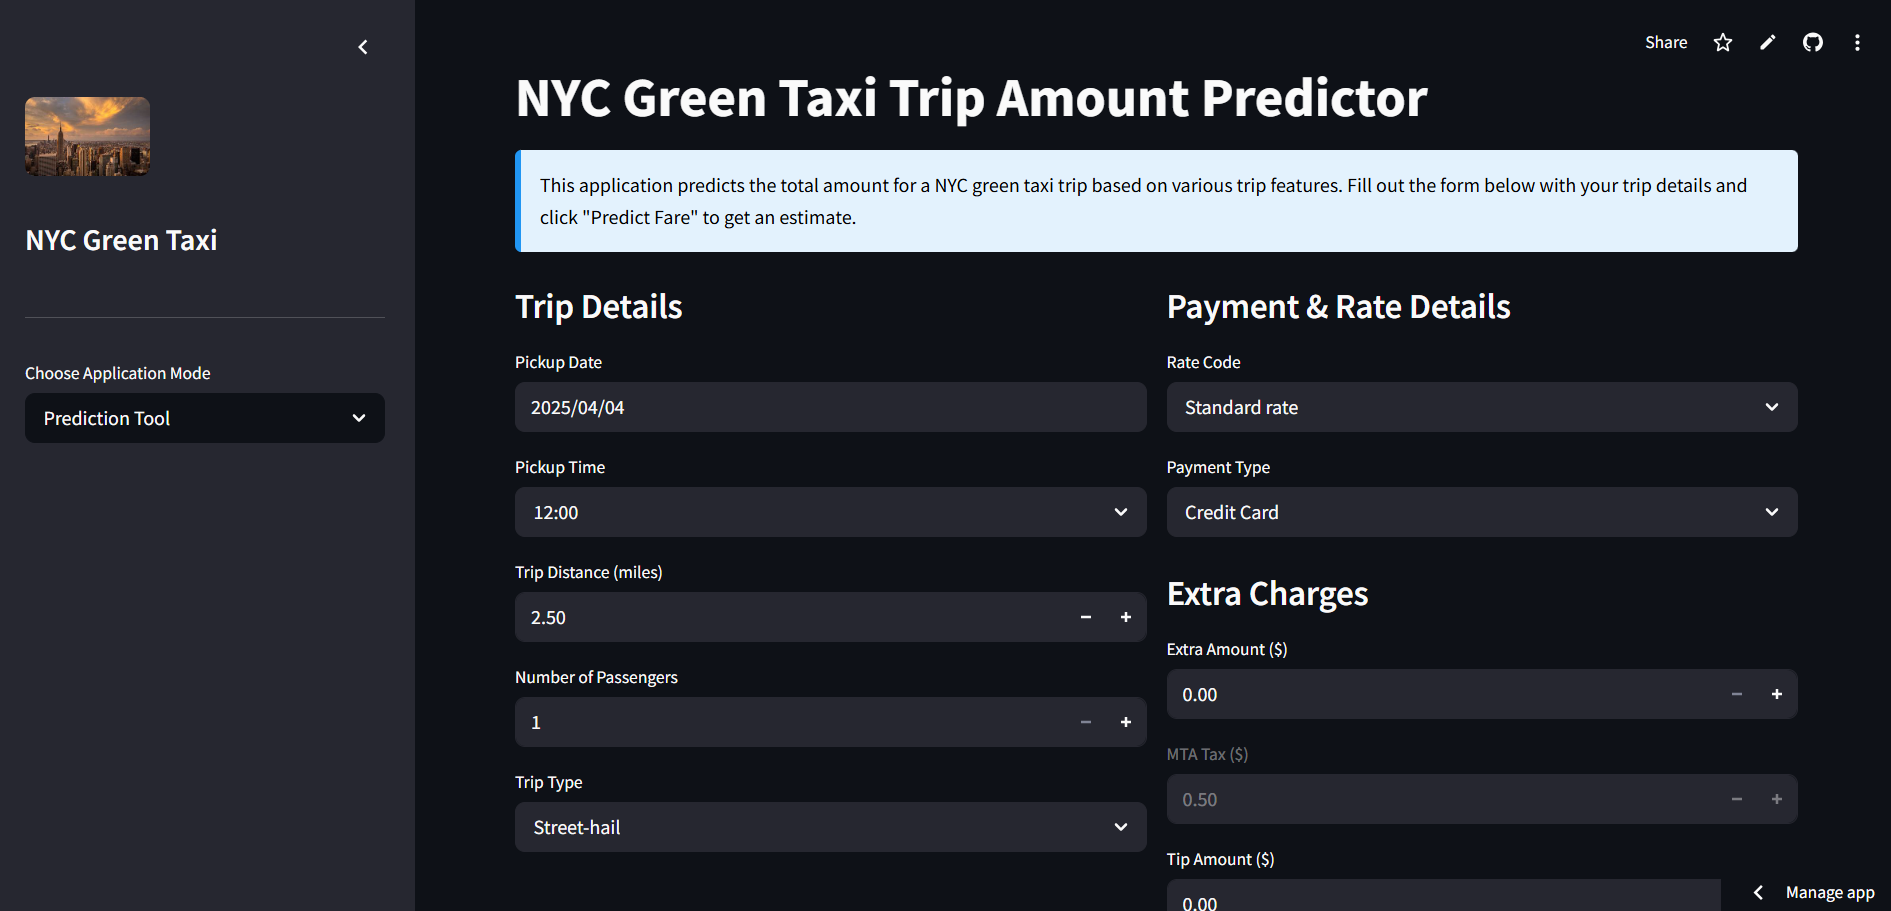 Share
NYC Green Taxi
Choose Application Mode
Prediction Tool
NYC Green Taxi Trip Amount Predictor
This application predicts the total amount for a NYC green taxi trip based on various trip features. Fill out the form below with your trip details and
click "Predict Fare" to get an estimate.
Trip Details
Pickup Date
2025/04/04
Pickup Time
12:00
Trip Distance (miles)
2.50
Number of Passengers
1
Trip Type
Street-hail
Payment & Rate Details
Rate Code
Standard rate
Payment Type
Credit Card
Extra Charges
Extra Amount ($)
0.00
MTA Tax ($)
0.50
Tip Amount ($)
0.00
Manage app